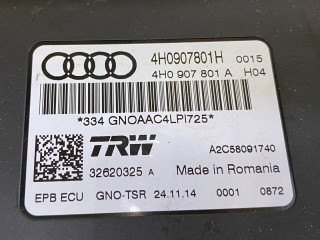 4H0907801H 0015
4H0 907 801 A H04
*334 GNOAAC4LPI725*
TRW A2C58091740
32620325 A Made in Romania
EPB ECU GNO-TSR 24.11.14 0001 0872